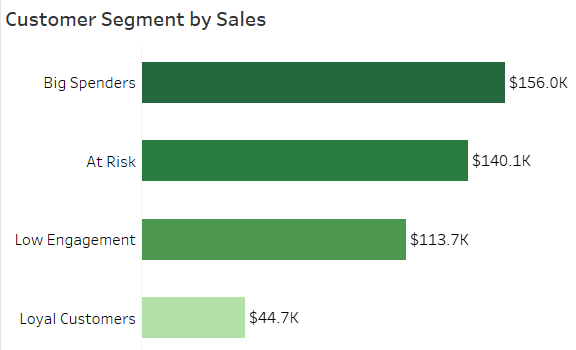 Customer Segment by Sales
Big Spenders $156.0K
At Risk $140.1K
Low Engagement $113.7K
Loyal Customers $44.7K